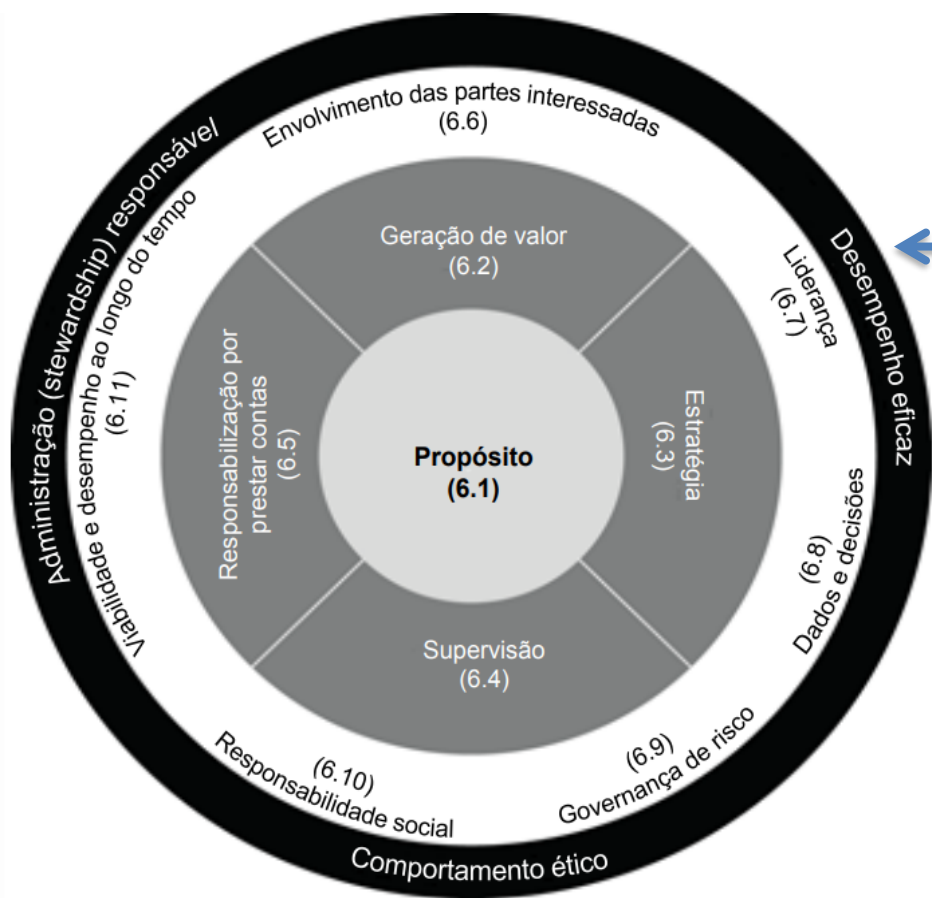 Administração (stewardship) responsável
Desempenho eficaz
Comportamento ético
Envolvimento das partes interessadas
(6.6)
Liderança
(6.7)
(6.8)
Dados e decisões
(6.9)
Governança de risco
(6.10)
Responsabilidade social
Viabilidade e desempenho ao longo do tempo
(6.11)
Geração de valor
(6.2)
Estratégia
(6.3)
Supervisão
(6.4)
Responsabilização por
prestar contas
(6.5)
Propósito
(6.1)